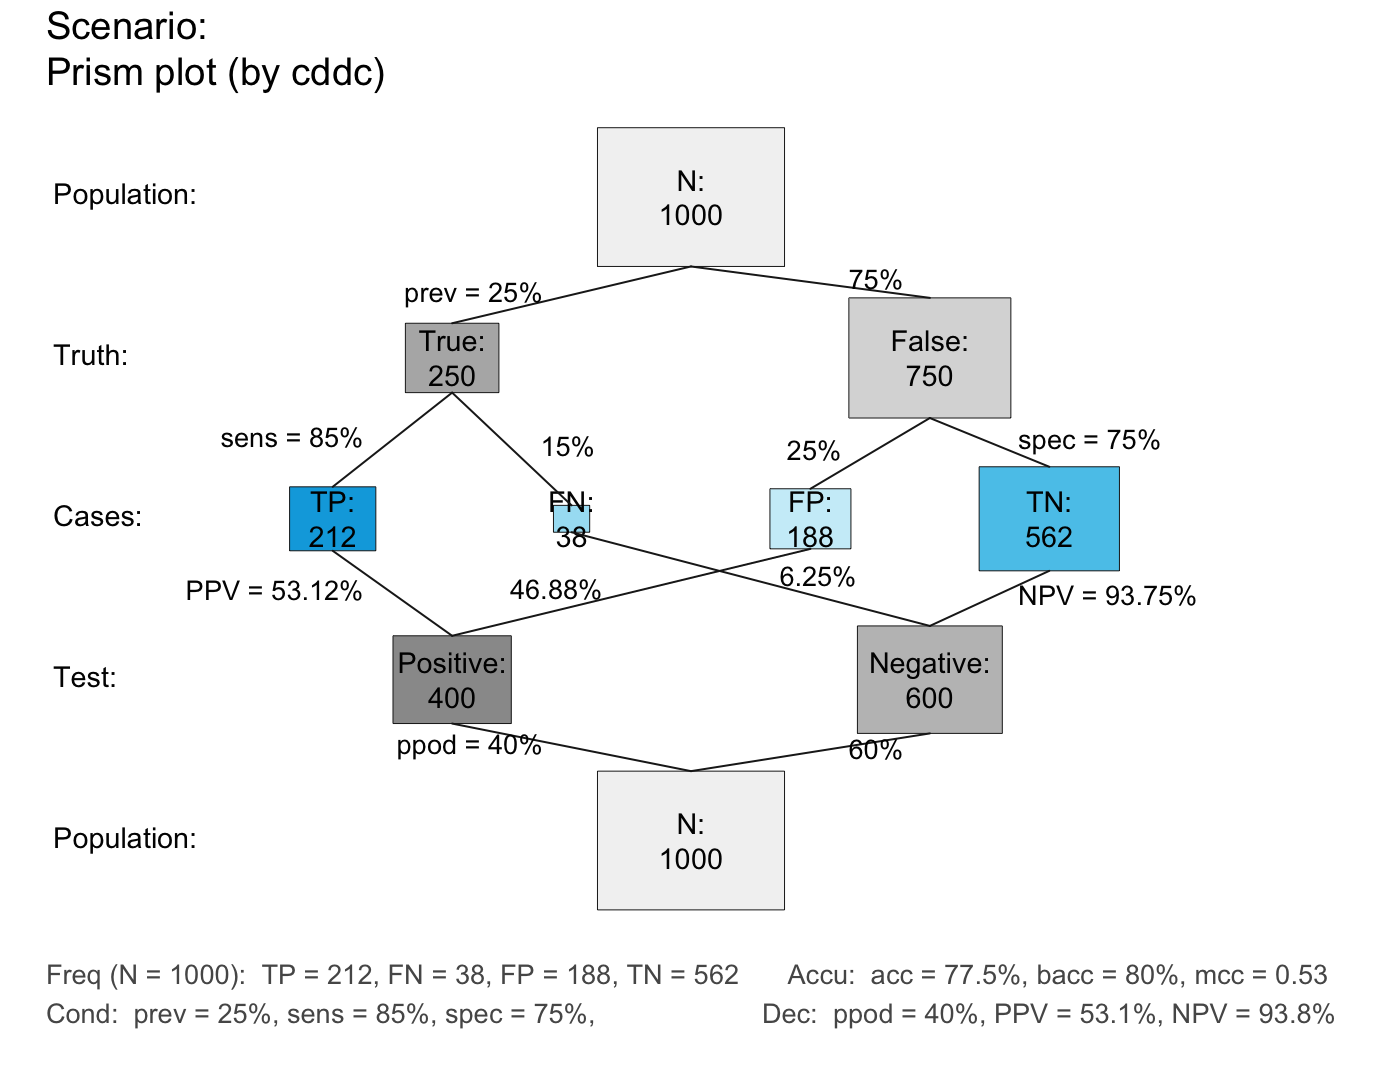 Scenario:
Prism plot (by cddc)
Population:
N:
1000
prev = 25%
75%
Truth:
True:
250
False:
750
sens = 85%
15%
25%
spec = 75%
Cases:
TP:
212
FN:
38
FP:
188
TN:
562
PPV = 53.12%
46.88%
6.25%
NPV = 93.75%
Test:
Positive:
400
Negative:
600
ppod = 40%
60%
Population:
N:
1000
Freq (N = 1000):  TP = 212, FN = 38, FP = 188, TN = 562
Accu:  acc = 77.5%, bacc = 80%, mcc = 0.53
Cond:  prev = 25%, sens = 85%, spec = 75%,
Dec:  ppod = 40%, PPV = 53.1%, NPV = 93.8%